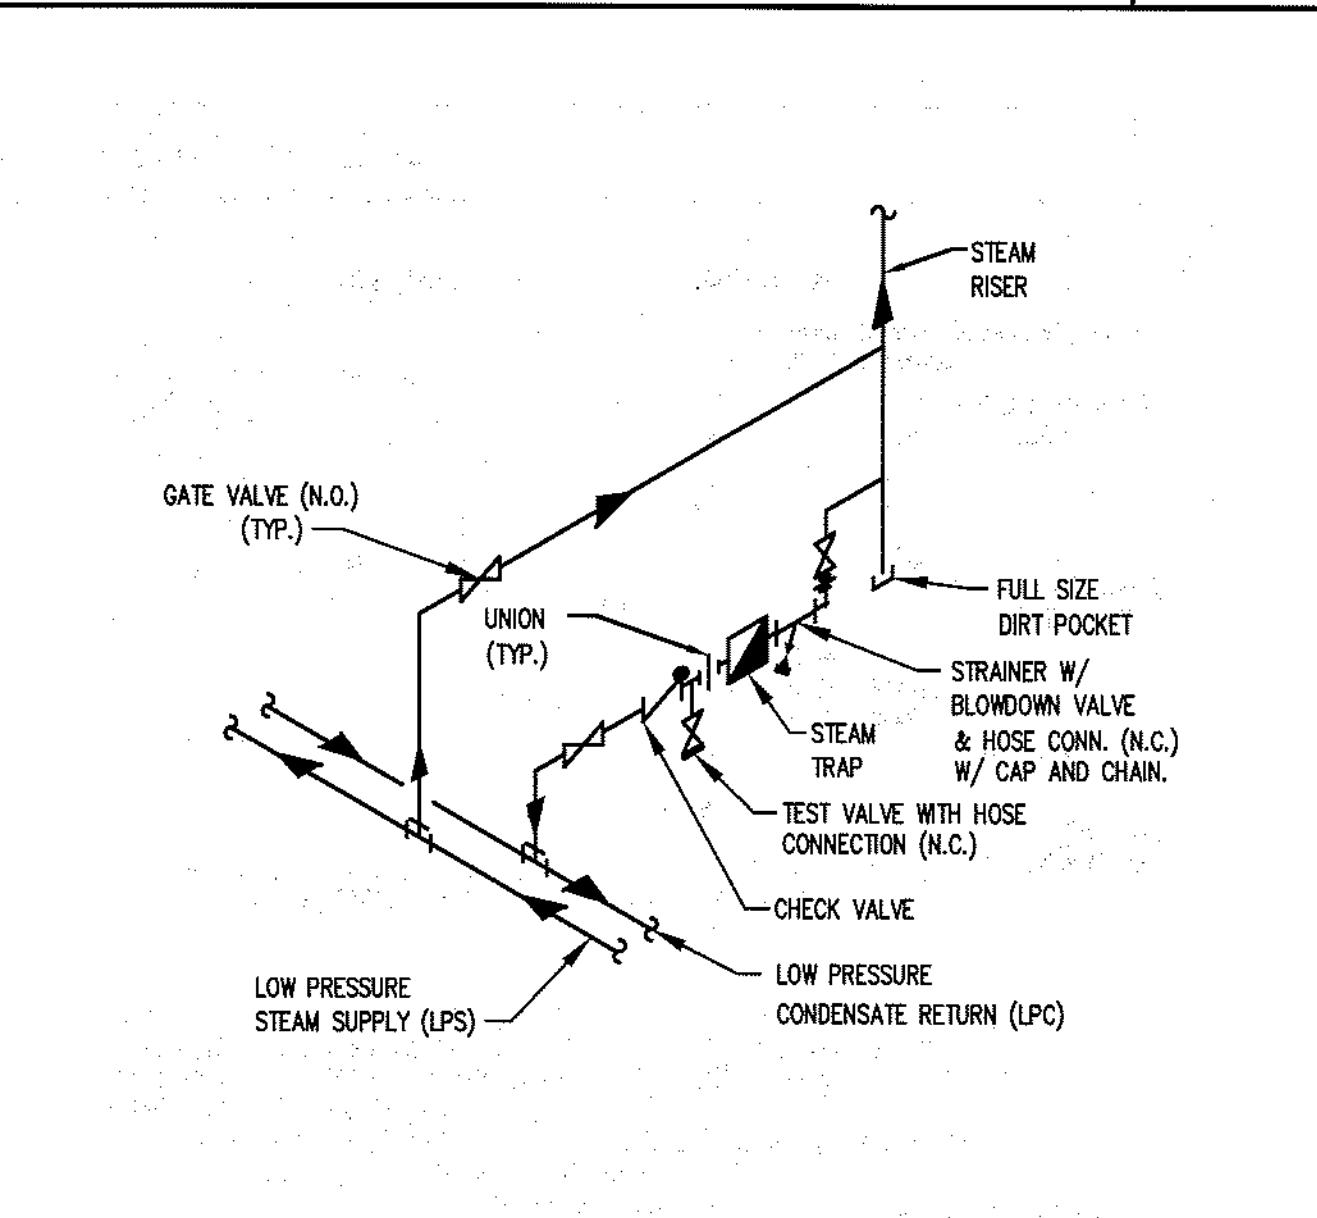 STEAM
RISER
GATE VALVE (N.O.)
(TYP.)
UNION
(TYP.)
FULL SIZE
DIRT POCKET
STRAINER W/
BLOWDOWN VALVE
& HOSE CONN. (N.C.)
W/ CAP AND CHAIN.
STEAM
TRAP
TEST VALVE WITH HOSE
CONNECTION (N.C.)
CHECK VALVE
LOW PRESSURE
CONDENSATE RETURN (LPC)
LOW PRESSURE
STEAM SUPPLY (LPS)